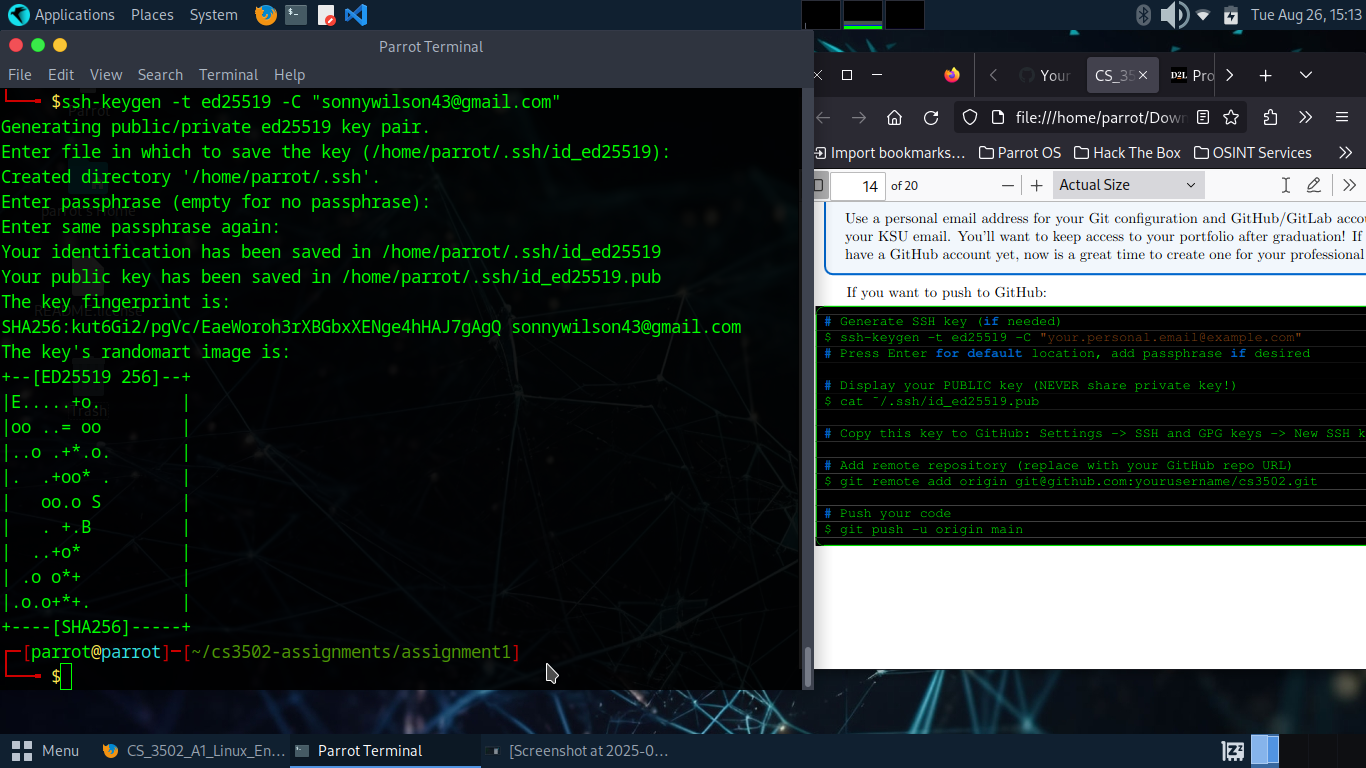 Applications Places System
Tue Aug 26, 15:13
Parrot Terminal
File Edit View Search Terminal Help
$ssh-keygen -t ed25519 -C "sonnywilson43@gmail.com"
Generating public/private ed25519 key pair.
Enter file in which to save the key (/home/parrot/.ssh/id_ed25519):
Created directory '/home/parrot/.ssh'.
Enter passphrase (empty for no passphrase):
Enter same passphrase again:
Your identification has been saved in /home/parrot/.ssh/id_ed25519
Your public key has been saved in /home/parrot/.ssh/id_ed25519.pub
The key fingerprint is:
SHA256:kut6Gi2/pgVc/EaeWoroh3rXBGbxXENge4hHAJ7gAgQ sonnywilson43@gmail.com
The key's randomart image is:
+--[ED25519 256]--+
|E.....+o.        |
|oo ..= oo        |
|..o .+*.o.       |
|.  .+oo* .       |
|   oo.o S        |
|   . +.B         |
|  ..+o*          |
| .o o*+          |
|.o.o+*+.         |
+----[SHA256]-----+
[parrot@parrot]-[~/cs3502-assignments/assignment1]
$
Your CS_35 D2L Pro
file:///home/parrot/Down
Import bookmarks... Parrot OS Hack The Box OSINT Services
14 of 20 Actual Size
Use a personal email address for your Git configuration and GitHub/GitLab acco
your KSU email. You'll want to keep access to your portfolio after graduation! If
have a GitHub account yet, now is a great time to create one for your professional
If you want to push to GitHub:
# Generate SSH key (if needed)
$ ssh-keygen -t ed25519 -C "your.personal.email@example.com"
# Press Enter for default location, add passphrase if desired
# Display your PUBLIC key (NEVER share private key!)
$ cat ~/.ssh/id_ed25519.pub
# Copy this key to GitHub: Settings -> SSH and GPG keys -> New SSH k
# Add remote repository (replace with your GitHub repo URL)
$ git remote add origin git@github.com:yourusername/cs3502.git
# Push your code
$ git push -u origin main
Menu CS_3502_A1_Linux_En... Parrot Terminal [Screenshot at 2025-0...